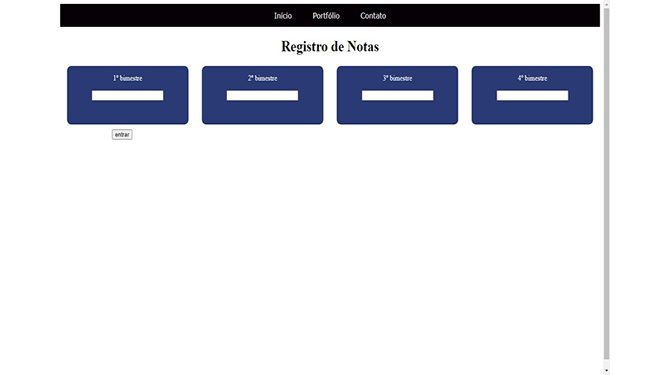 Início Portfólio Contato
Registro de Notas
1º bimestre 2º bimestre 3º bimestre 4º bimestre
entrar